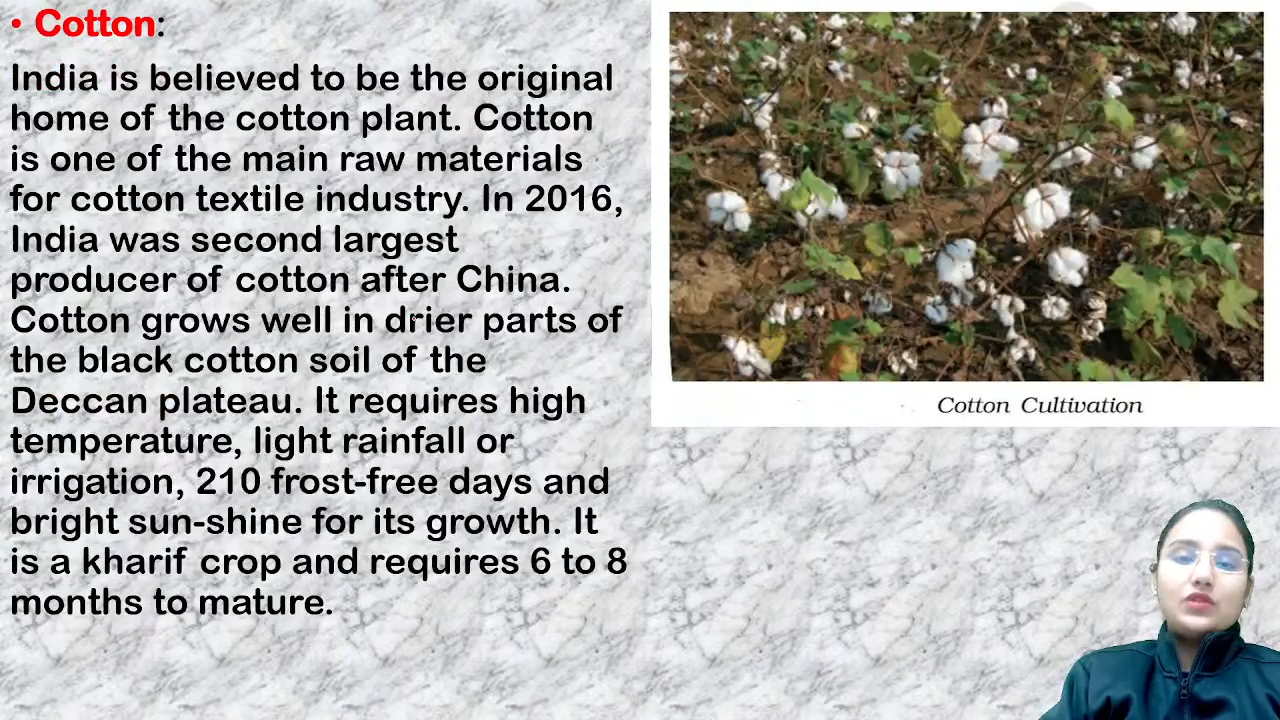 • Cotton:
India is believed to be the original
home of the cotton plant. Cotton
is one of the main raw materials
for cotton textile industry. In 2016,
India was second largest
producer of cotton after China.
Cotton grows well in drier parts of
the black cotton soil of the
Deccan plateau. It requires high
temperature, light rainfall or
irrigation, 210 frost-free days and
bright sun-shine for its growth. It
is a kharif crop and requires 6 to 8
months to mature.
Cotton Cultivation